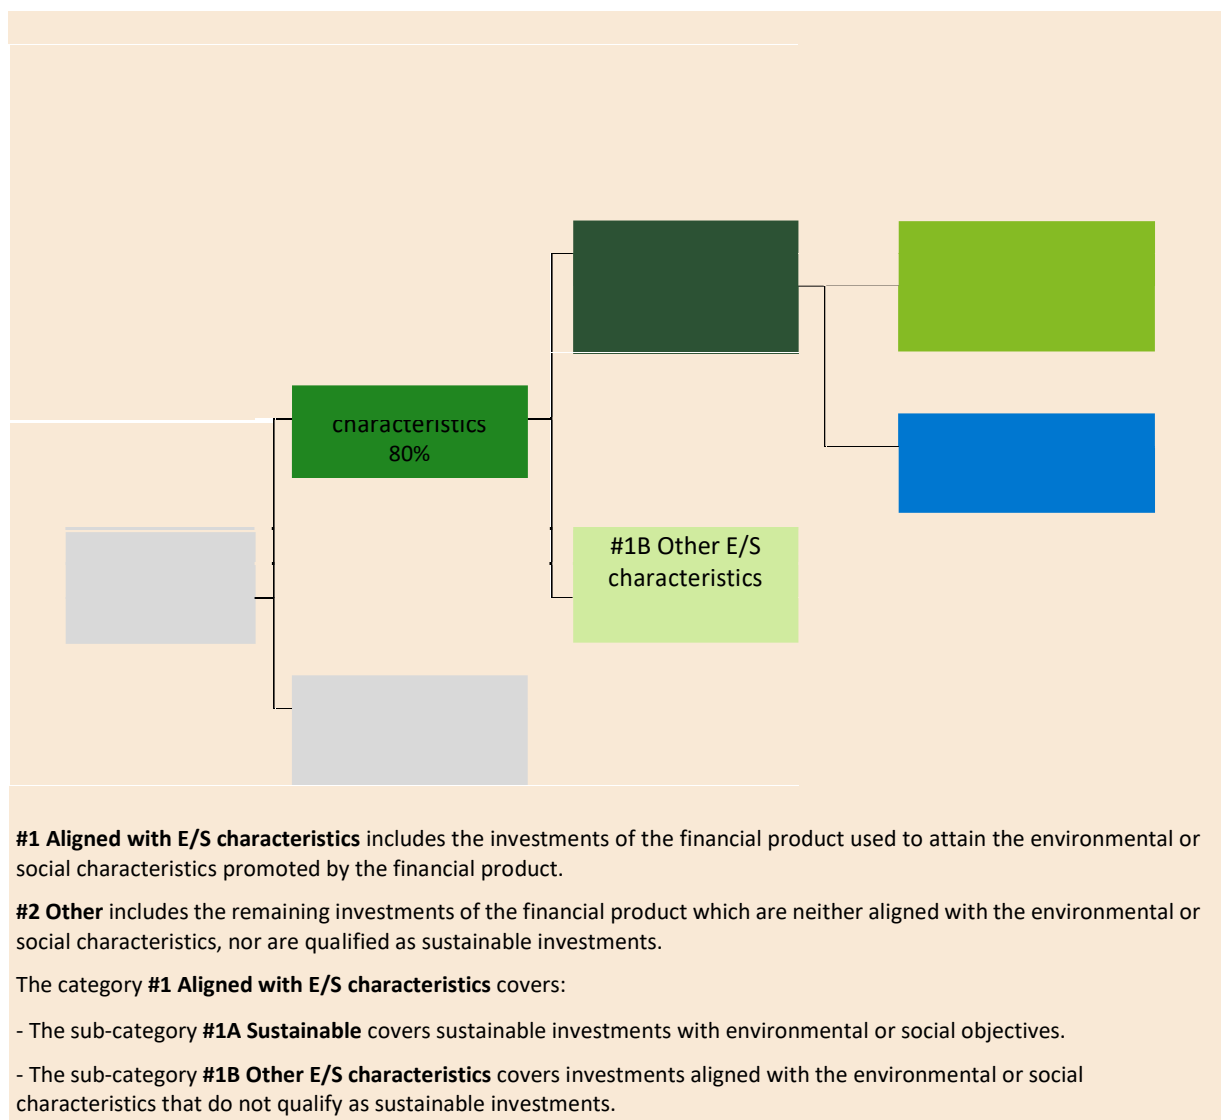 characteristics
80%
#1B Other E/S
characteristics
#1 Aligned with E/S characteristics includes the investments of the financial product used to attain the environmental or
social characteristics promoted by the financial product.
#2 Other includes the remaining investments of the financial product which are neither aligned with the environmental or
social characteristics, nor are qualified as sustainable investments.
The category #1 Aligned with E/S characteristics covers:
- The sub-category #1A Sustainable covers sustainable investments with environmental or social objectives.
- The sub-category #1B Other E/S characteristics covers investments aligned with the environmental or social
characteristics that do not qualify as sustainable investments.